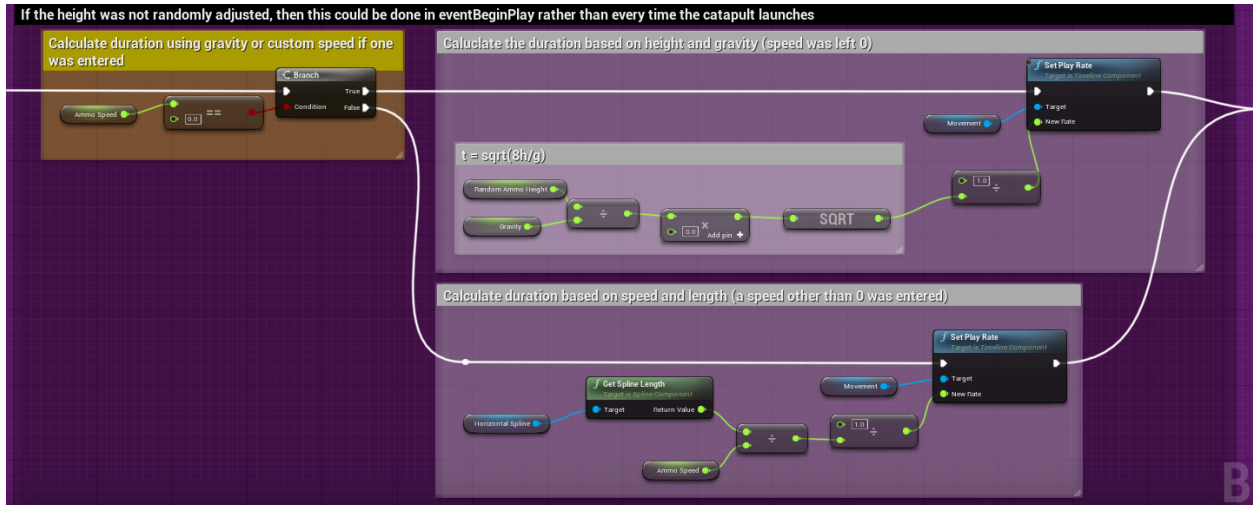 If the height was not randomly adjusted, then this could be done in eventBeginPlay rather than every time the catapult launches
Calculate duration using gravity or custom speed if one
was entered
Branch
True
Condition
False
Ammo Speed
==
0.0
Caluclate the duration based on height and gravity (speed was left 0)
Set Play Rate
Target is Timeline Component
Target
New Rate
Movement
t = sqrt(8h/g)
Random Ammo Height
Gravity
÷
×
0.0
Add pin +
SQRT
1.0
÷
Calculate duration based on speed and length (a speed other than 0 was entered)
Set Play Rate
Target is Timeline Component
Target
New Rate
Movement
Get Spline Length
Target is Spline Component
Target Return Value
Horizontal Spline
÷
1.0
÷
Ammo Speed
B